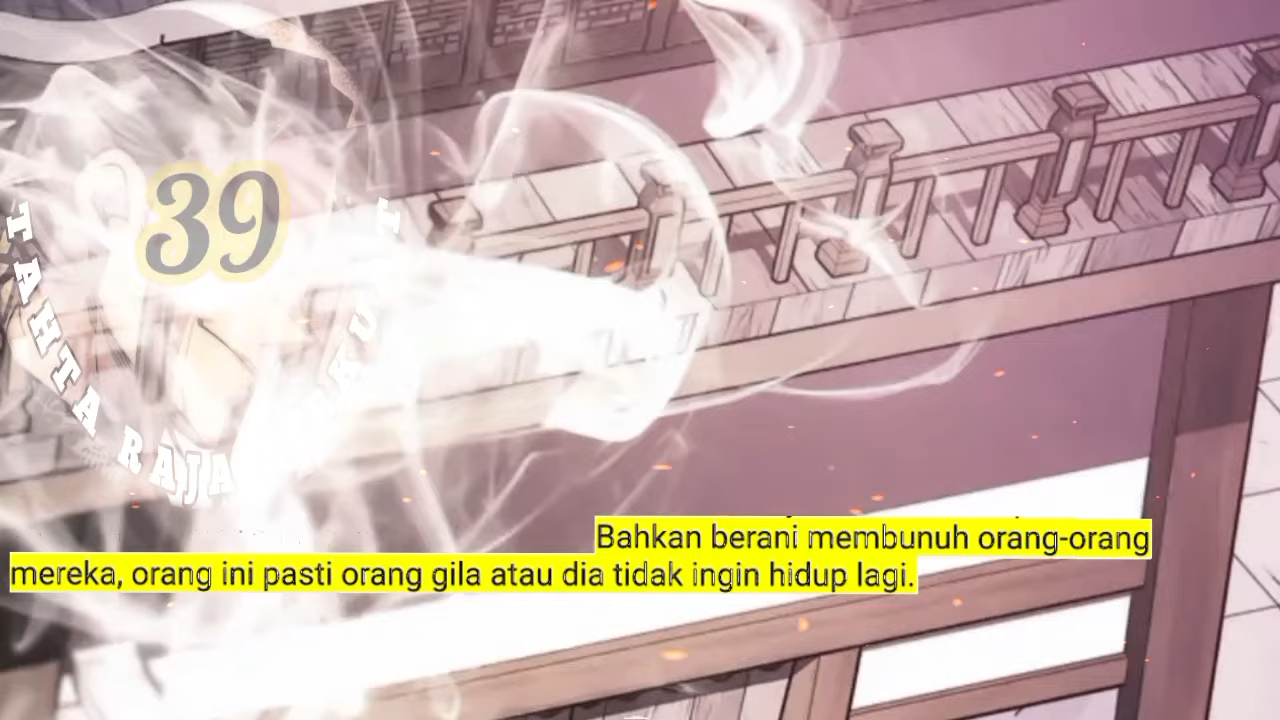 39
TAHTA RAJA
Bahkan berani membunuh orang-orang
mereka, orang ini pasti orang gila atau dia tidak ingin hidup lagi.